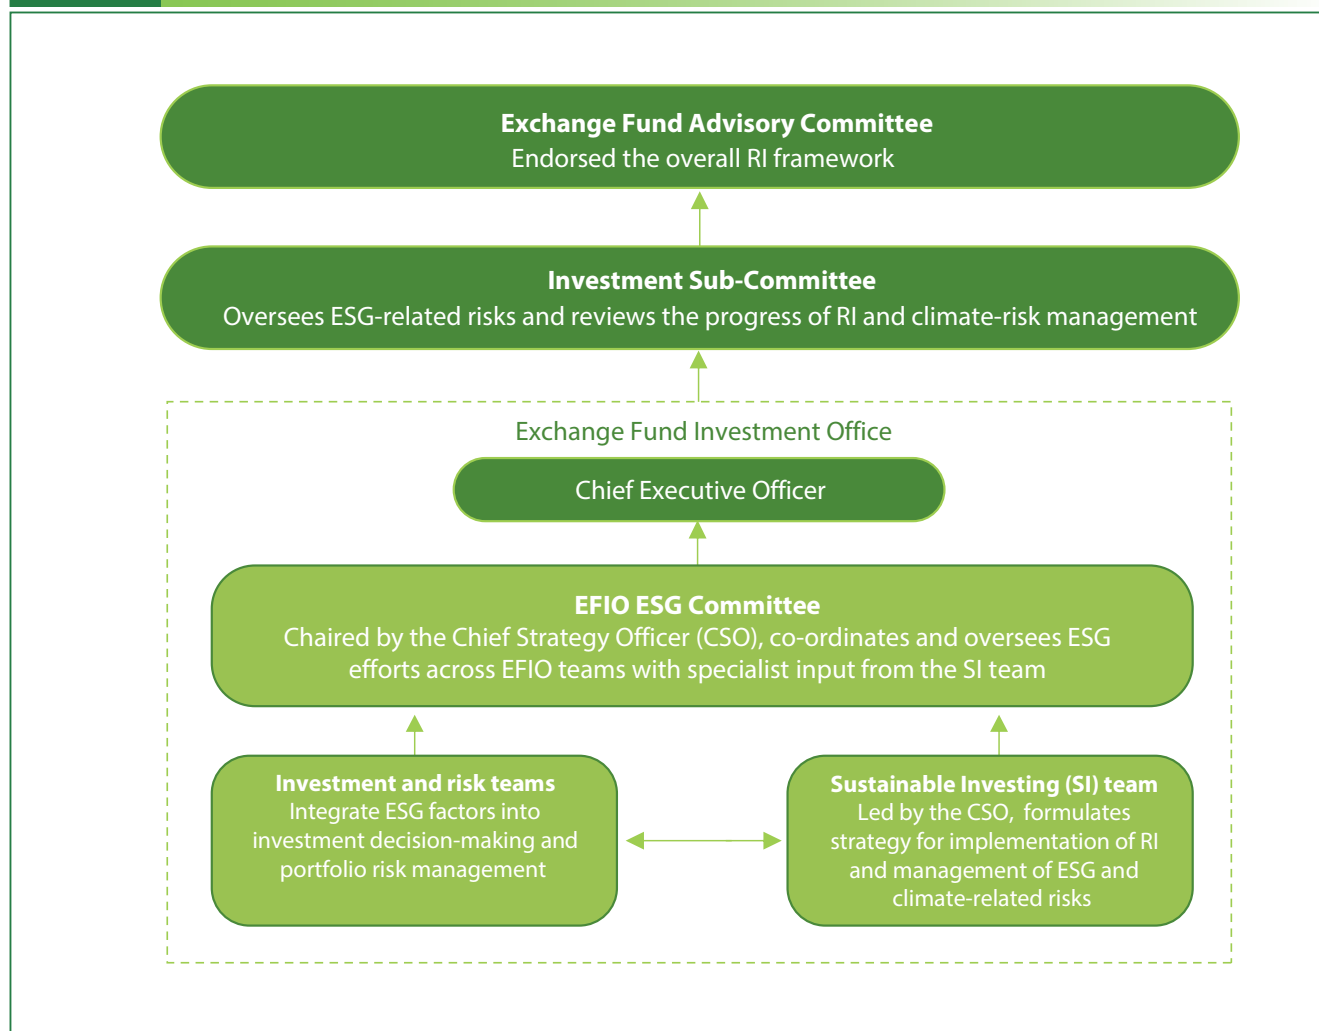 Exchange Fund Advisory Committee
Endorsed the overall RI framework
Investment Sub-Committee
Oversees ESG-related risks and reviews the progress of RI and climate-risk management
Exchange Fund Investment Office
Chief Executive Officer
EFIO ESG Committee
Chaired by the Chief Strategy Officer (CSO), co-ordinates and oversees ESG
efforts across EFIO teams with specialist input from the SI team
Investment and risk teams
Integrate ESG factors into
investment decision-making and
portfolio risk management
Sustainable Investing (SI) team
Led by the CSO, formulates
strategy for implementation of RI
and management of ESG and
climate-related risks